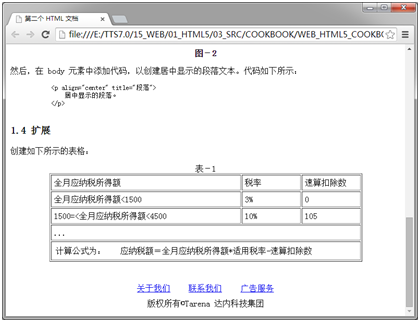 第二个 HTML 文档
file:///E:/TTS7.0/15_WEB/01_HTML5/03_SRC/COOKBOOK/WEB_HTML5_COOKBO
图-2
然后，在 body 元素中添加代码，以创建居中显示的段落文本。代码如下所示：
<p align="center" title="段落">
居中显示的段落。
</p>
1.4 扩展
创建如下所示的表格：
表-1
全月应纳税所得额 税率 速算扣除数
全月应纳税所得额<1500 3% 0
1500=<全月应纳税所得额<4500 10% 105
...
计算公式为： 应纳税额＝全月应纳税所得额*适用税率-速算扣除数
关于我们 联系我们 广告服务
版权所有©Tarena 达内科技集团